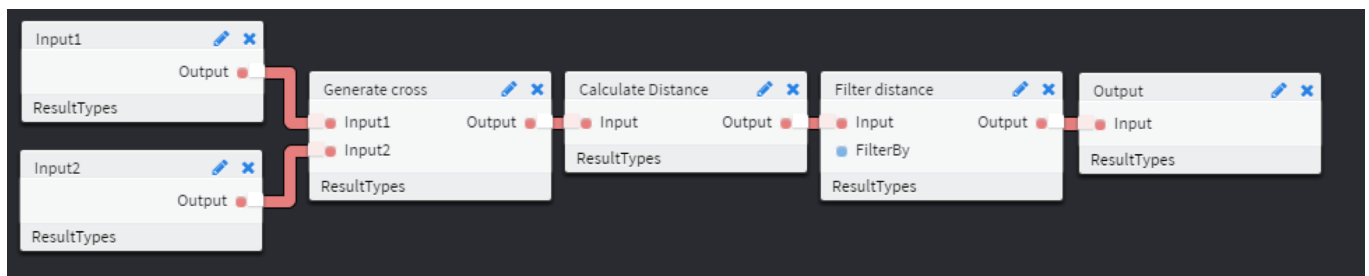 Input1
Output
ResultTypes
Input2
Output
ResultTypes
Generate cross
Input1 Output
Input2
ResultTypes
Calculate Distance
Input Output
ResultTypes
Filter distance
Input Output
FilterBy
ResultTypes
Output
Input
ResultTypes